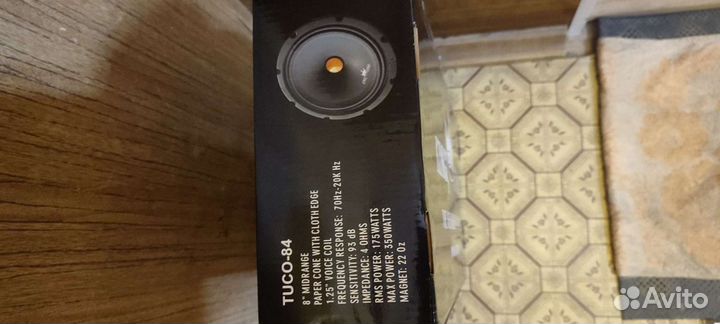 TUCO-84
8" MIDRANGE
PAPER CONE WITH CLOTH EDGE
1.25" VOICE COIL
FREQUENCY RESPONSE: 70Hz-20K Hz
SENSITIVITY: 93 dB
IMPEDANCE: 4 OHMS
RMS POWER: 175WATTS
MAX POWER: 350WATTS
MAGNET: 22 Oz
Avito